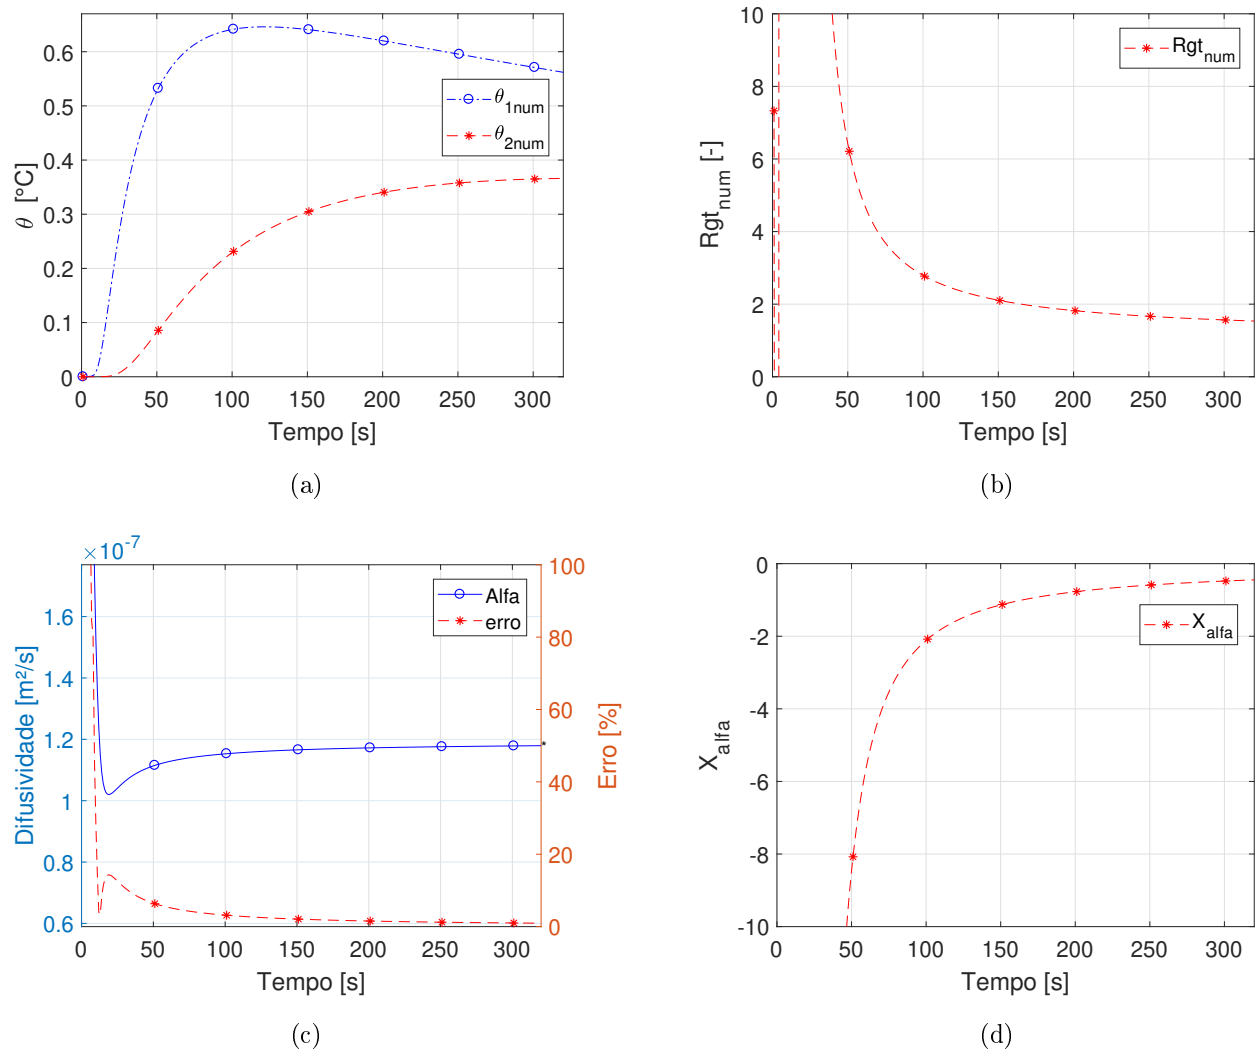 0.6
0.5
0.4
0.3
0.2
0.1
0
θ [°C]
θ1num
θ2num
0 50 100 150 200 250 300
Tempo [s]
(a)
10
8
6
4
2
0
Rgtnum [-]
Rgtnum
0 50 100 150 200 250 300
Tempo [s]
(b)
×10-7
1.6
1.4
1.2
1
0.8
0.6
Difusividade [m²/s]
Alfa
erro
100
80
60
40
20
0
Erro [%]
0 50 100 150 200 250 300
Tempo [s]
(c)
0
-2
-4
-6
-8
-10
Xalfa
Xalfa
0 50 100 150 200 250 300
Tempo [s]
(d)